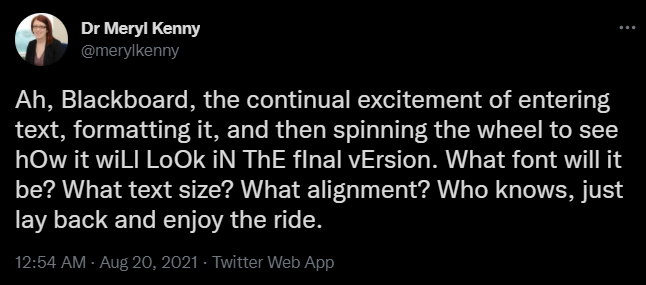 Dr Meryl Kenny
@merylkenny
Ah, Blackboard, the continual excitement of entering
text, formatting it, and then spinning the wheel to see
hOw it wiLl LoOk iN ThE fInal vErsion. What font will it
be? What text size? What alignment? Who knows, just
lay back and enjoy the ride.
12:54 AM · Aug 20, 2021 · Twitter Web App